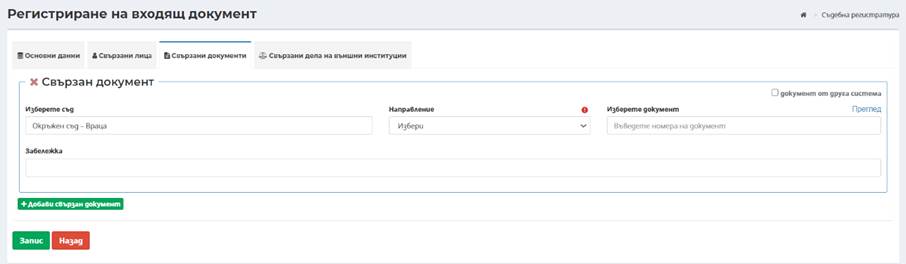 Регистриране на входящ документ
> Съдебна регистратура
Основни данни
Свързани лица
Свързани документи
Свързани дела на външни институции
Свързан документ
документ от друга система
Изберете съд
Направление
Изберете документ
Преглед
Окръжен съд - Враца
Избери
Въведете номера на документ
Забележка
+ Добави свързан документ
Запис
Назад